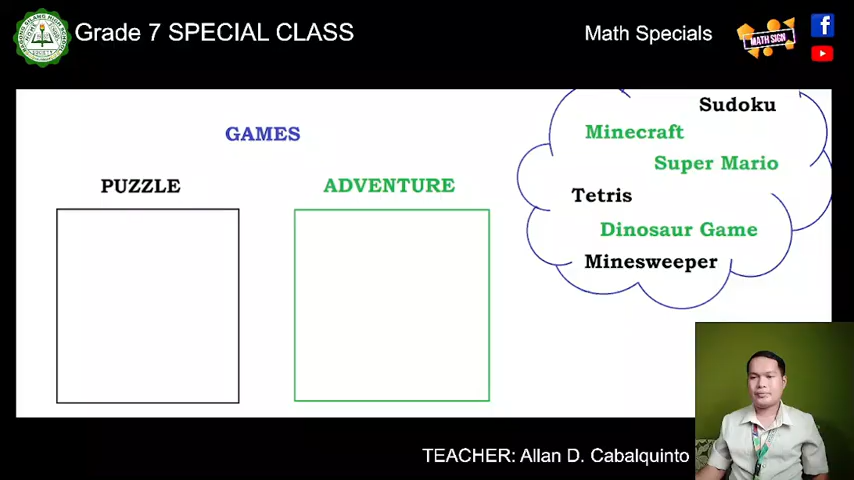 Grade 7 SPECIAL CLASS
Math Specials
MATH SIGN
GAMES
PUZZLE
ADVENTURE
Sudoku
Minecraft
Super Mario
Tetris
Dinosaur Game
Minesweeper
TEACHER: Allan D. Cabalquinto